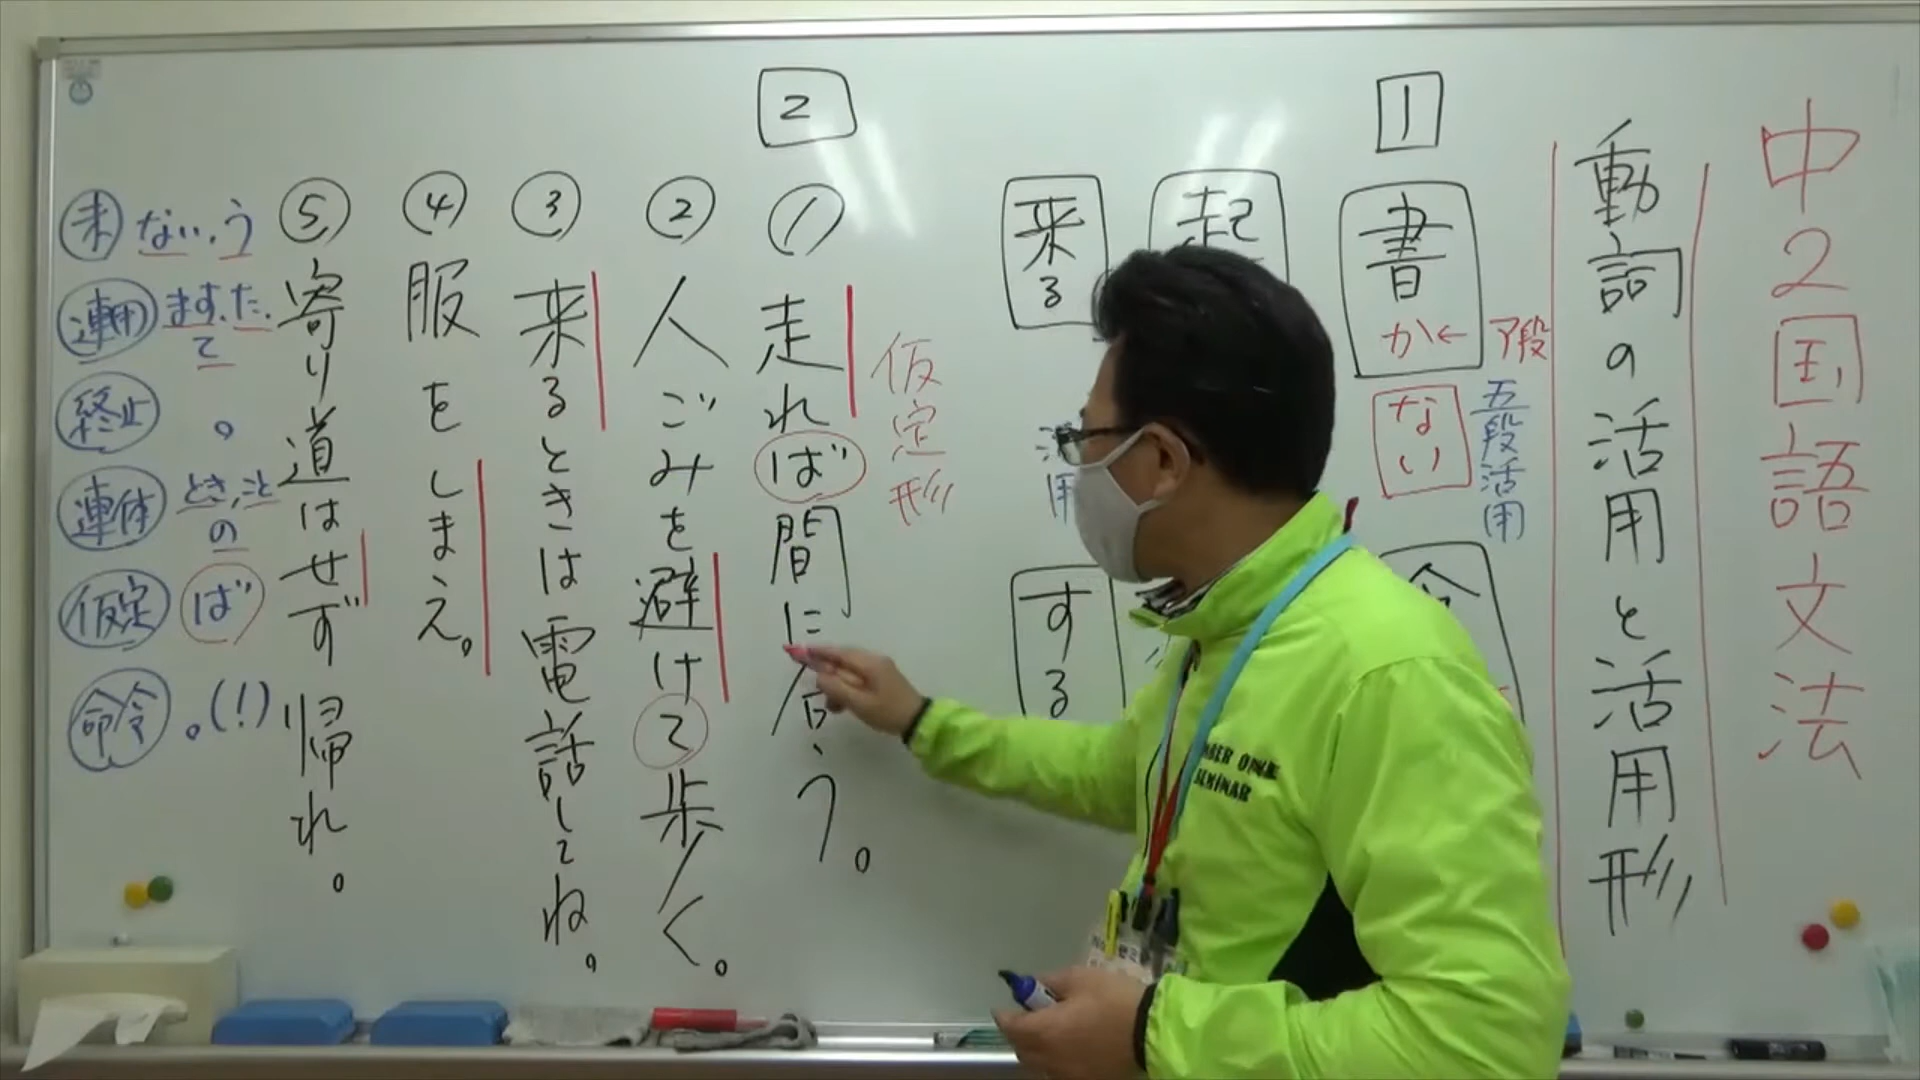 中2国語文法
動詞の活用と活用形
1
書
か←ア段
ない
五段活用
起
来る
用
する
2
仮定形
①走れば間に合う。
②人ごみを避けて歩く。
③来るときは電話してね。
④服をしまえ。
⑤寄り道はせず帰れ。
未 ない、う
連用 ます、た、て
終止 。
連体 とき、こと の
仮定 ば
命令 。(!)
SEMINAR